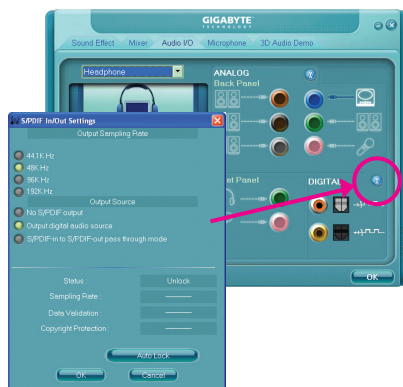 GIGABYTE
TECHNOLOGY
Sound Effect Mixer Audio I/O Microphone 3D Audio Demo
Headphone
ANALOG
Back Panel
S/PDIF In/Out Settings
Output Sampling Rate
44.1K Hz
48K Hz
96K Hz
192K Hz
Output Source
No S/PDIF output
Output digital audio source
S/PDIF-in to S/PDIF-out pass through mode
Status : Unlock
Sampling Rate :
Data Validation :
Copyright Protection :
Auto Lock
OK Cancel
nt Panel
DIGITAL
OK